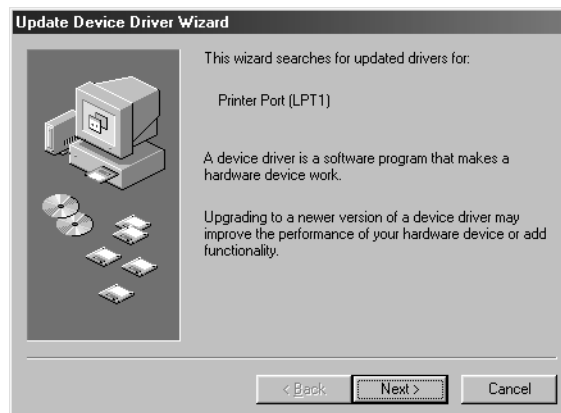 Update Device Driver Wizard
This wizard searches for updated drivers for:
Printer Port (LPT1)
A device driver is a software program that makes a
hardware device work.
Upgrading to a newer version of a device driver may
improve the performance of your hardware device or add
functionality.
< Back
Next >
Cancel